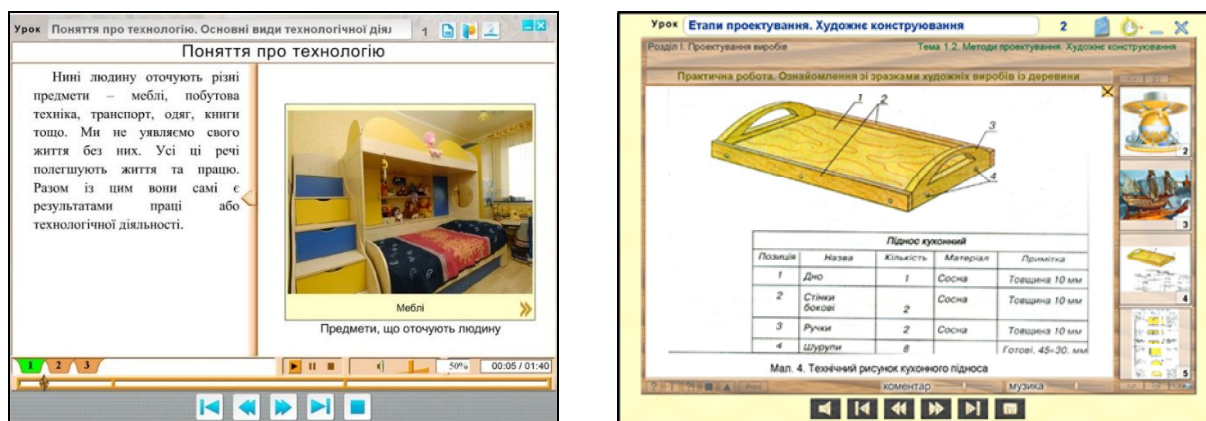 Урок Поняття про технологію. Основні види технологічної діял 1
Поняття про технологію
Нині людину оточують різні
предмети – меблі, побутова
техніка, транспорт, одяг, книги
тощо. Ми не уявляємо свого
життя без них. Усі ці речі
полегшують життя та працю.
Разом із цим вони самі є
результатами праці або
технологічної діяльності.
Меблі
Предмети, що оточують людину
1 2 3
50% 00:05 / 01:40
Урок Етапи проектування. Художнє конструювання 2
Розділ І. Проектування виробів Тема 1.2. Методи проектування. Художнє конструювання
Практична робота. Ознайомлення зі зразками художніх виробів із деревини
1 2
3
4
Піднос кухонний
Позиція Назва Кількість Матеріал Примітка
1 Дно 1 Сосна Товщина 10 мм
2 Стінки бокові 2 Сосна Товщина 10 мм
3 Ручки 2 Сосна Товщина 10 мм
4 Шурупи 8 Готові, 45×30, мм
Мал. 4. Технічний рисунок кухонного підноса
2
3
4
5
коментар музика